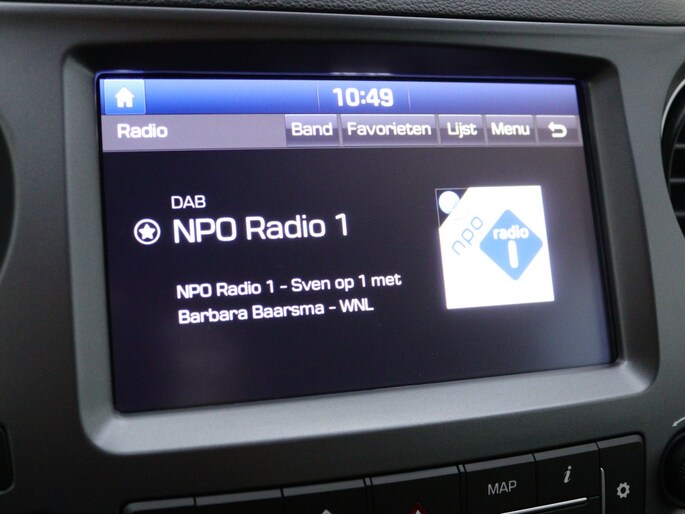 10:49
Radio Band Favorieten Lijst Menu
DAB
NPO Radio 1
NPO Radio 1 - Sven op 1 met
Barbara Baarsma - WNL
npo
radio
1
MAP
i